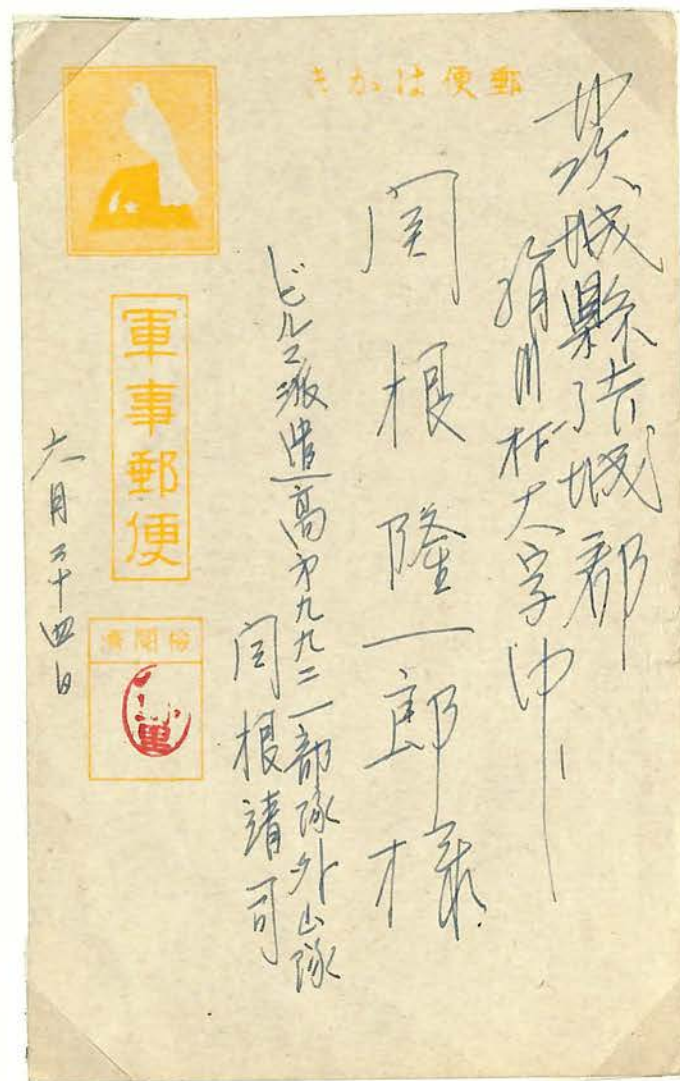 郵便はがき
茨城縣結城郡
絹川村大字中
関根隆一郎様
ビルマ派遣高第九九二一部隊外山隊
関根靖司
軍事郵便
検閲済
六月二十四日